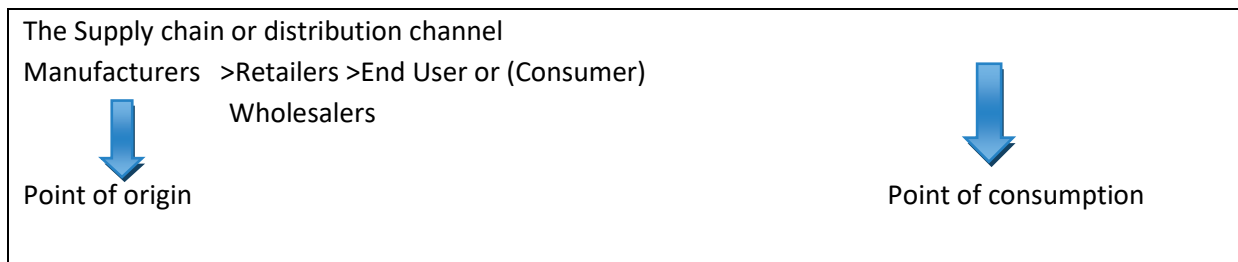 The Supply chain or distribution channel
Manufacturers >Retailers >End User or (Consumer)
Wholesalers
Point of origin Point of consumption